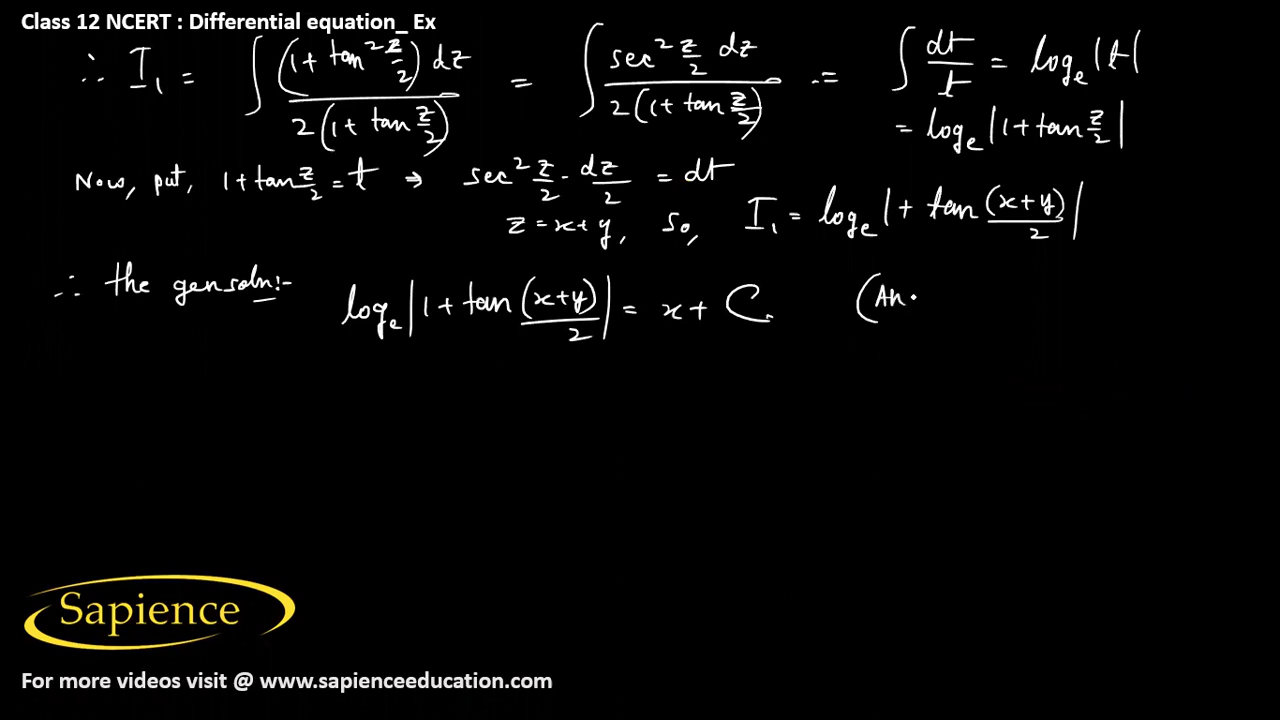 Class 12 NCERT : Differential equation_ Ex
∴ I₁ = ∫ (1 + tan² z/2) dz / 2(1 + tan z/2) = ∫ sec² z/2 dz / 2(1 + tan z/2) = ∫ dt/t = logₑ |t|
= logₑ |1 + tan z/2|
Now, put, 1 + tan z/2 = t → sec² z/2 · dz/2 = dt
z = x + y, So, I₁ = logₑ |1 + tan (x+y)/2|
∴ the gen soln :- logₑ |1 + tan (x+y)/2| = x + C. (An.
Sapience
For more videos visit @ www.sapienceeducation.com